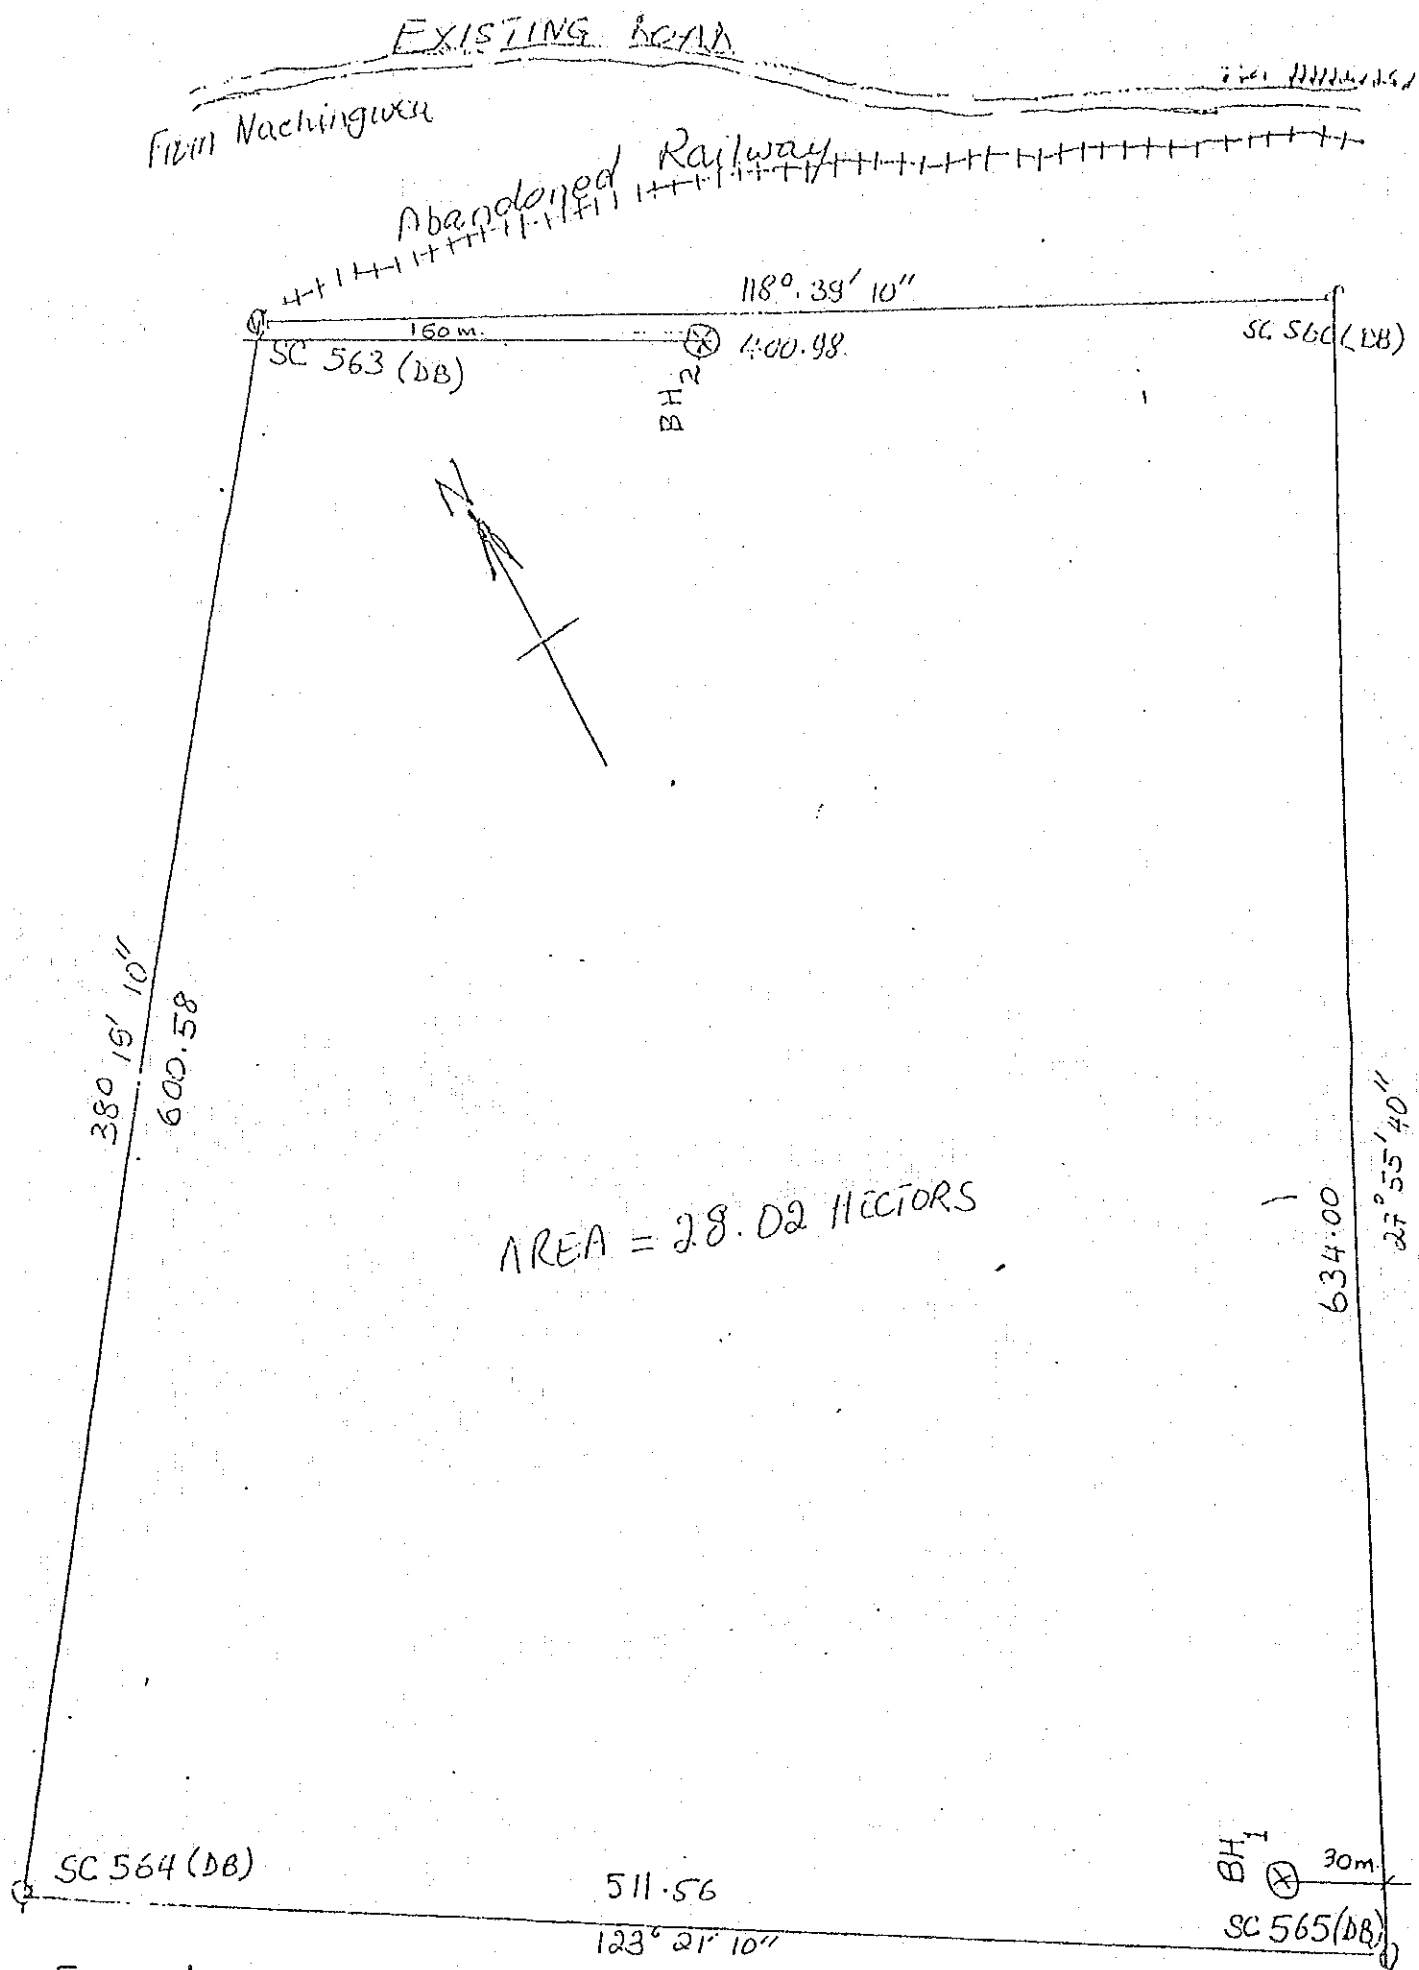 EXISTING ROAD
From Nachingwea
Abandoned Railway
118°. 39' 10"
160 m.
400.98.
SC 563 (DB)
(DB)
BH2
N
38° 15' 10"
600.58
AREA = 28.02 HECTORS
634.00
27° 55' 40"
SC 564 (DB)
BH1
30m.
511.56
SC 565 (DB)
123° 21' 10"